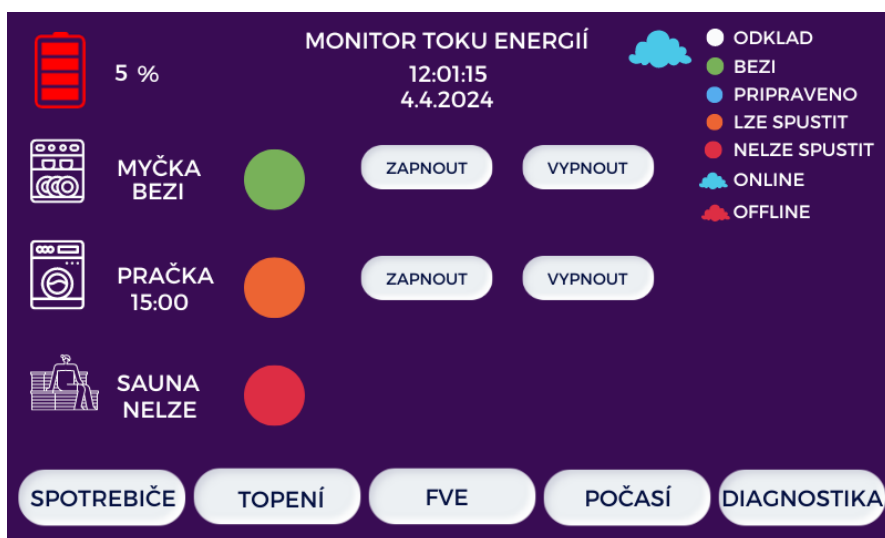 5 %
MONITOR TOKU ENERGIÍ
12:01:15
4.4.2024
ODKLAD
BEZI
PRIPRAVENO
LZE SPUSTIT
NELZE SPUSTIT
ONLINE
OFFLINE
MYČKA
BEZI
ZAPNOUT
VYPNOUT
PRAČKA
15:00
ZAPNOUT
VYPNOUT
SAUNA
NELZE
SPOTREBIČE
TOPENÍ
FVE
POČASÍ
DIAGNOSTIKA